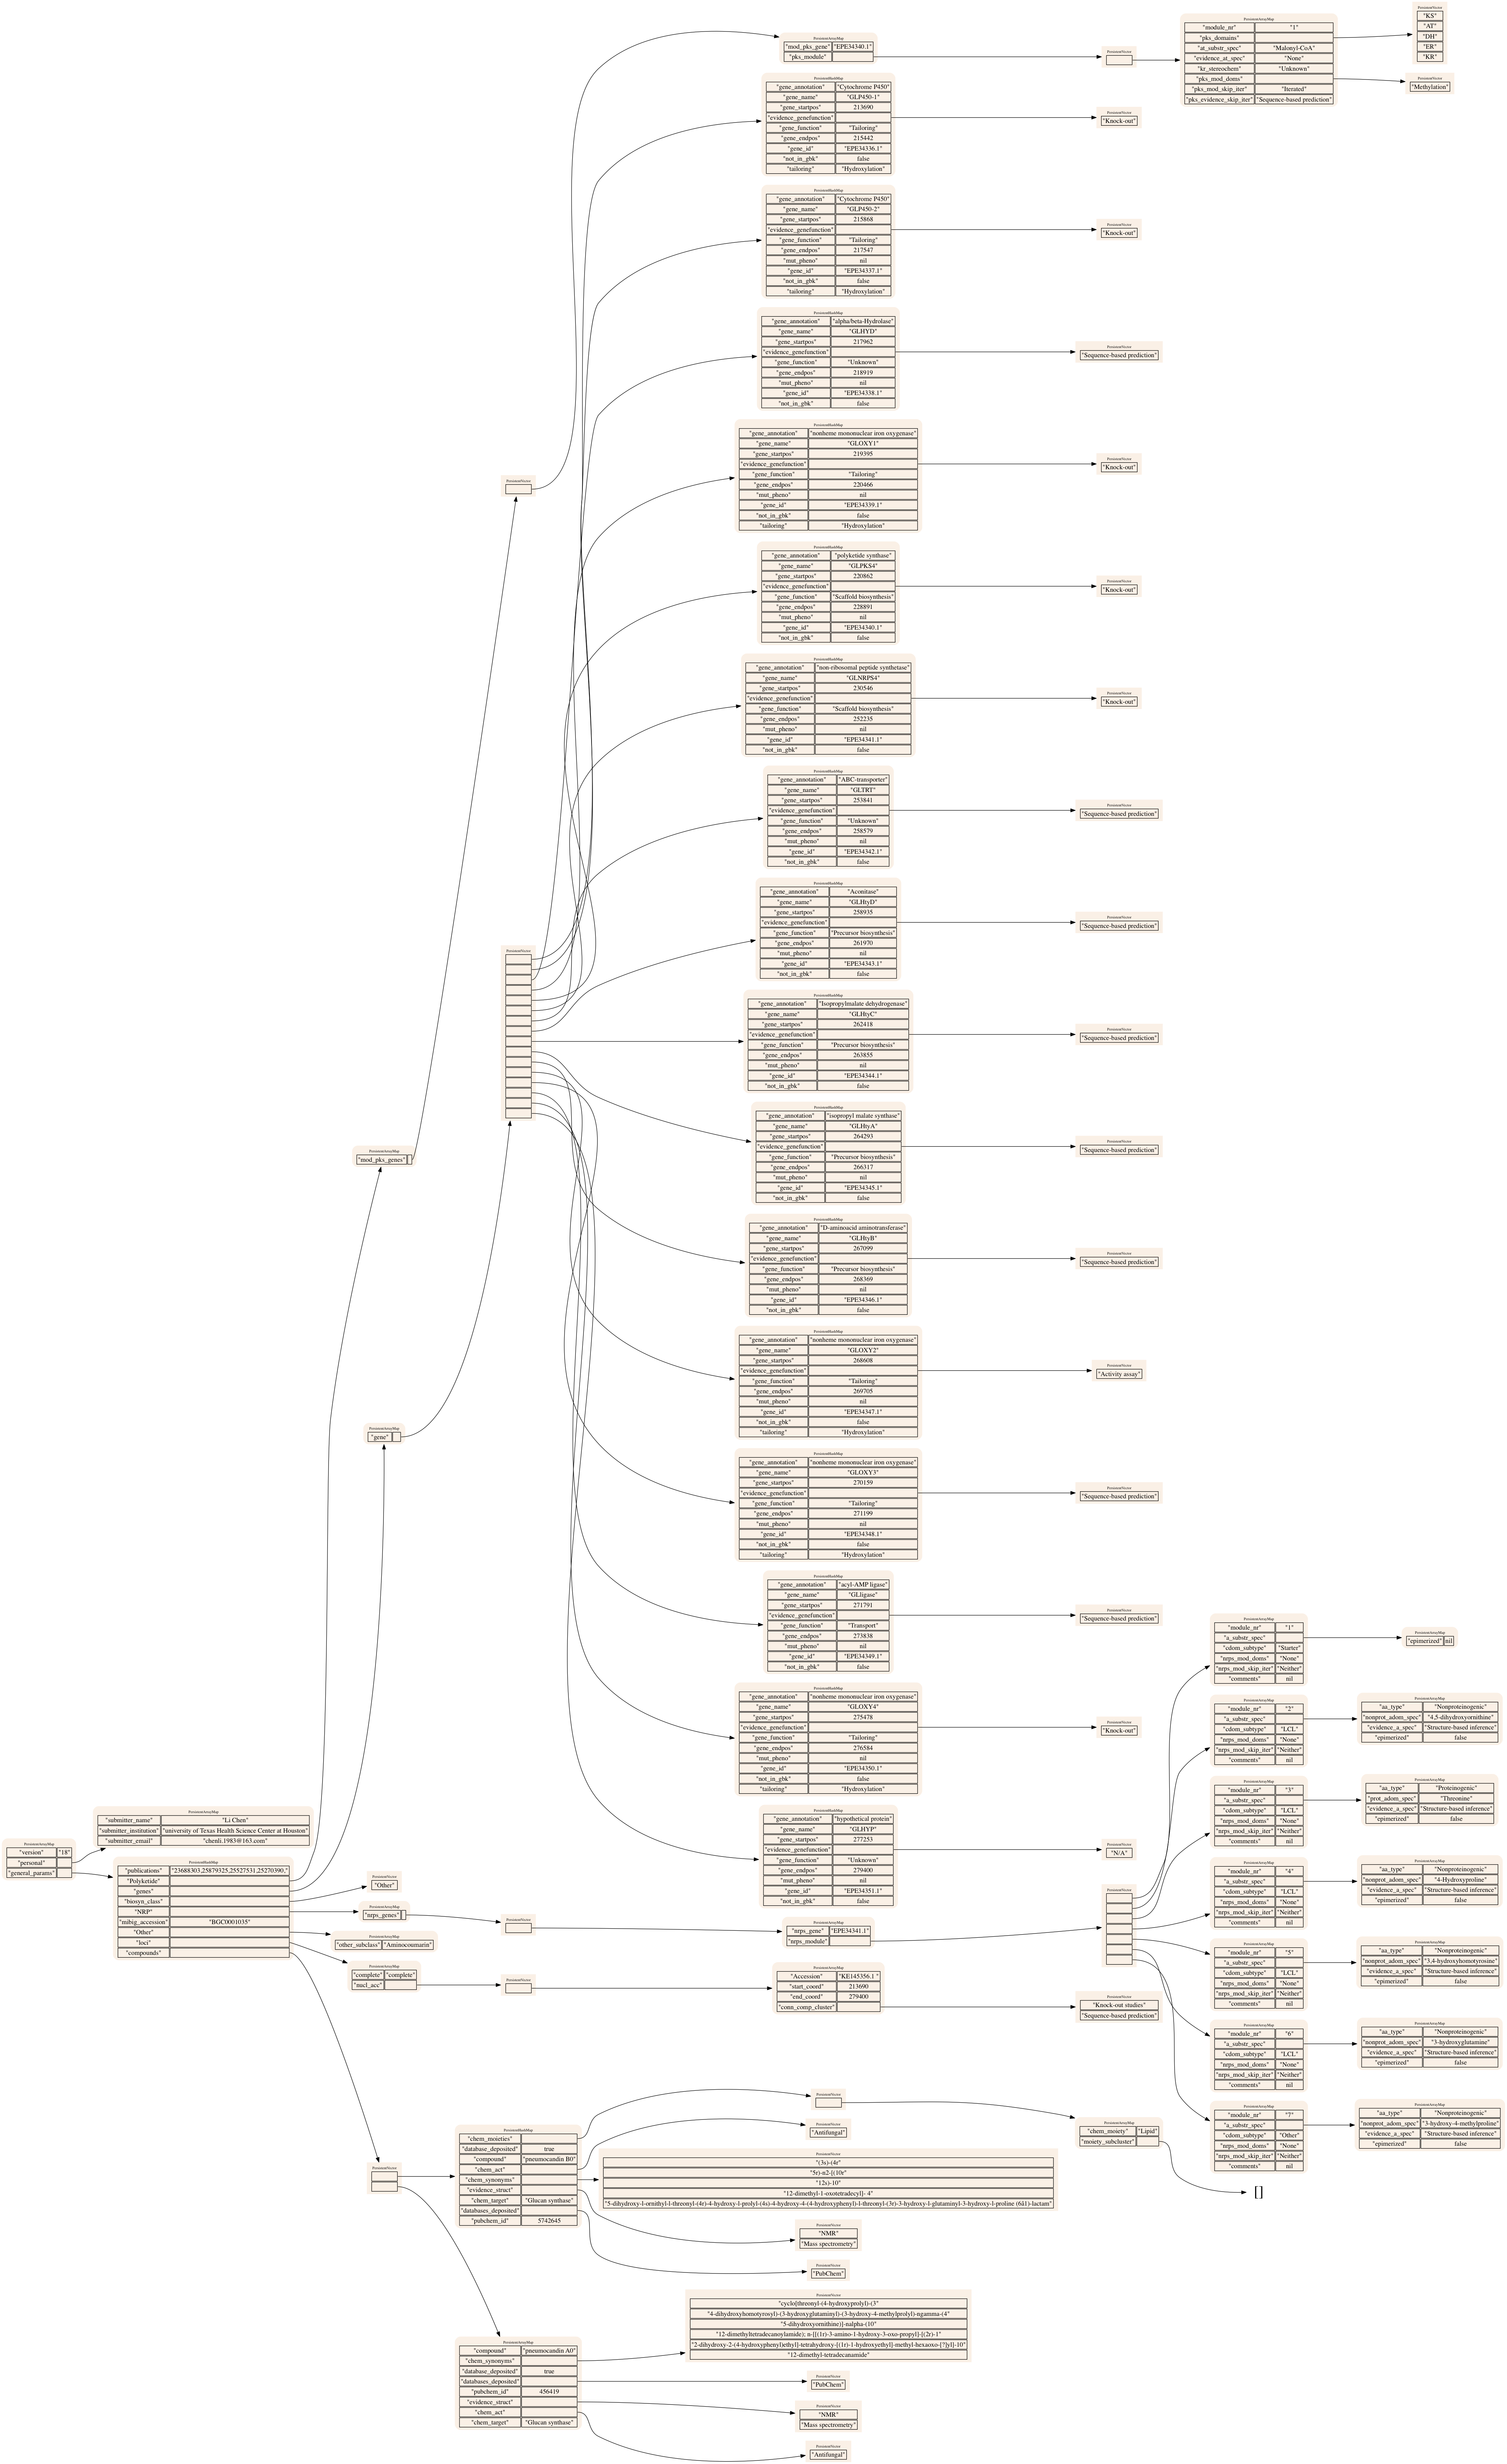 PersistentArrayMap
"mod_pks_gene" "EPE34340.1"
"pks_module"
PersistentVector
PersistentArrayMap
"module_nr" "1"
"pks_domains"
"at_substr_spec" "Malonyl-CoA"
"evidence_at_spec" "None"
"kr_stereochem" "Unknown"
"pks_mod_doms"
"pks_mod_skip_iter" "Iterated"
"pks_evidence_skip_iter" "Sequence-based prediction"
PersistentVector
"KS"
"AT"
"DH"
"ER"
"KR"
PersistentVector
"Methylation"
PersistentHashMap
"gene_annotation" "Cytochrome P450"
"gene_name" "GLP450-1"
"gene_startpos" 213690
"evidence_genefunction"
"gene_function" "Tailoring"
"gene_endpos" 215442
"gene_id" "EPE34336.1"
"not_in_gbk" false
"tailoring" "Hydroxylation"
PersistentVector
"Knock-out"
PersistentHashMap
"gene_annotation" "Cytochrome P450"
"gene_name" "GLP450-2"
"gene_startpos" 215868
"evidence_genefunction"
"gene_function" "Tailoring"
"gene_endpos" 217547
"mut_pheno" nil
"gene_id" "EPE34337.1"
"not_in_gbk" false
"tailoring" "Hydroxylation"
PersistentVector
"Knock-out"
PersistentHashMap
"gene_annotation" "alpha/beta-Hydrolase"
"gene_name" "GLHYD"
"gene_startpos" 217962
"evidence_genefunction"
"gene_function" "Unknown"
"gene_endpos" 218919
"mut_pheno" nil
"gene_id" "EPE34338.1"
"not_in_gbk" false
PersistentVector
"Sequence-based prediction"
PersistentHashMap
"gene_annotation" "nonheme mononuclear iron oxygenase"
"gene_name" "GLOXY1"
"gene_startpos" 219395
"evidence_genefunction"
"gene_function" "Tailoring"
"gene_endpos" 220466
"mut_pheno" nil
"gene_id" "EPE34339.1"
"not_in_gbk" false
"tailoring" "Hydroxylation"
PersistentVector
"Knock-out"
PersistentVector
PersistentHashMap
"gene_annotation" "polyketide synthase"
"gene_name" "GLPKS4"
"gene_startpos" 220862
"evidence_genefunction"
"gene_function" "Scaffold biosynthesis"
"gene_endpos" 228891
"mut_pheno" nil
"gene_id" "EPE34340.1"
"not_in_gbk" false
PersistentVector
"Knock-out"
PersistentHashMap
"gene_annotation" "non-ribosomal peptide synthetase"
"gene_name" "GLNRPS4"
"gene_startpos" 230546
"evidence_genefunction"
"gene_function" "Scaffold biosynthesis"
"gene_endpos" 252235
"mut_pheno" nil
"gene_id" "EPE34341.1"
"not_in_gbk" false
PersistentVector
"Knock-out"
PersistentHashMap
"gene_annotation" "ABC-transporter"
"gene_name" "GLTRT"
"gene_startpos" 253841
"evidence_genefunction"
"gene_function" "Unknown"
"gene_endpos" 258579
"mut_pheno" nil
"gene_id" "EPE34342.1"
"not_in_gbk" false
PersistentVector
"Sequence-based prediction"
PersistentHashMap
"gene_annotation" "Aconitase"
"gene_name" "GLHtyD"
"gene_startpos" 258935
"evidence_genefunction"
"gene_function" "Precursor biosynthesis"
"gene_endpos" 261970
"mut_pheno" nil
"gene_id" "EPE34343.1"
"not_in_gbk" false
PersistentVector
"Sequence-based prediction"
PersistentVector
PersistentHashMap
"gene_annotation" "Isopropylmalate dehydrogenase"
"gene_name" "GLHtyC"
"gene_startpos" 262418
"evidence_genefunction"
"gene_function" "Precursor biosynthesis"
"gene_endpos" 263855
"mut_pheno" nil
"gene_id" "EPE34344.1"
"not_in_gbk" false
PersistentVector
"Sequence-based prediction"
PersistentHashMap
"gene_annotation" "isopropyl malate synthase"
"gene_name" "GLHtyA"
"gene_startpos" 264293
"evidence_genefunction"
"gene_function" "Precursor biosynthesis"
"gene_endpos" 266317
"mut_pheno" nil
"gene_id" "EPE34345.1"
"not_in_gbk" false
PersistentVector
"Sequence-based prediction"
PersistentArrayMap
"mod_pks_genes"
PersistentHashMap
"gene_annotation" "D-aminoacid aminotransferase"
"gene_name" "GLHtyB"
"gene_startpos" 267099
"evidence_genefunction"
"gene_function" "Precursor biosynthesis"
"gene_endpos" 268369
"mut_pheno" nil
"gene_id" "EPE34346.1"
"not_in_gbk" false
PersistentVector
"Sequence-based prediction"
PersistentHashMap
"gene_annotation" "nonheme mononuclear iron oxygenase"
"gene_name" "GLOXY2"
"gene_startpos" 268608
"evidence_genefunction"
"gene_function" "Tailoring"
"gene_endpos" 269705
"mut_pheno" nil
"gene_id" "EPE34347.1"
"not_in_gbk" false
"tailoring" "Hydroxylation"
PersistentVector
"Activity assay"
PersistentArrayMap
"gene"
PersistentHashMap
"gene_annotation" "nonheme mononuclear iron oxygenase"
"gene_name" "GLOXY3"
"gene_startpos" 270159
"evidence_genefunction"
"gene_function" "Tailoring"
"gene_endpos" 271199
"mut_pheno" nil
"gene_id" "EPE34348.1"
"not_in_gbk" false
"tailoring" "Hydroxylation"
PersistentVector
"Sequence-based prediction"
PersistentHashMap
"gene_annotation" "acyl-AMP ligase"
"gene_name" "GLligase"
"gene_startpos" 271791
"evidence_genefunction"
"gene_function" "Transport"
"gene_endpos" 273838
"mut_pheno" nil
"gene_id" "EPE34349.1"
"not_in_gbk" false
PersistentVector
"Sequence-based prediction"
PersistentHashMap
"gene_annotation" "nonheme mononuclear iron oxygenase"
"gene_name" "GLOXY4"
"gene_startpos" 275478
"evidence_genefunction"
"gene_function" "Tailoring"
"gene_endpos" 276584
"mut_pheno" nil
"gene_id" "EPE34350.1"
"not_in_gbk" false
"tailoring" "Hydroxylation"
PersistentVector
"Knock-out"
PersistentHashMap
"gene_annotation" "hypothetical protein"
"gene_name" "GLHYP"
"gene_startpos" 277253
"evidence_genefunction"
"gene_function" "Unknown"
"gene_endpos" 279400
"mut_pheno" nil
"gene_id" "EPE34351.1"
"not_in_gbk" false
PersistentVector
"N/A"
PersistentArrayMap
"version" "18"
"personal"
"general_params"
PersistentArrayMap
"submitter_name" "Li Chen"
"submitter_institution" "university of Texas Health Science Center at Houston"
"submitter_email" "chenli.1983@163.com"
PersistentHashMap
"publications" "23688303,25879325,25527531,25270390,"
"Polyketide"
"genes"
"biosyn_class"
"NRP"
"mibig_accession" "BGC0001035"
"Other"
"loci"
"compounds"
PersistentVector
"Other"
PersistentArrayMap
"nrps_genes"
PersistentVector
PersistentArrayMap
"nrps_gene" "EPE34341.1"
"nrps_module"
PersistentVector
PersistentArrayMap
"module_nr" "1"
"a_substr_spec"
"cdom_subtype" "Starter"
"nrps_mod_doms" "None"
"nrps_mod_skip_iter" "Neither"
"comments" nil
PersistentArrayMap
"epimerized" nil
PersistentArrayMap
"module_nr" "2"
"a_substr_spec"
"cdom_subtype" "LCL"
"nrps_mod_doms" "None"
"nrps_mod_skip_iter" "Neither"
"comments" nil
PersistentArrayMap
"aa_type" "Nonproteinogenic"
"nonprot_adom_spec" "4,5-dihydroxyornithine"
"evidence_a_spec" "Structure-based inference"
"epimerized" false
PersistentArrayMap
"module_nr" "3"
"a_substr_spec"
"cdom_subtype" "LCL"
"nrps_mod_doms" "None"
"nrps_mod_skip_iter" "Neither"
"comments" nil
PersistentArrayMap
"aa_type" "Proteinogenic"
"prot_adom_spec" "Threonine"
"evidence_a_spec" "Structure-based inference"
"epimerized" false
PersistentArrayMap
"module_nr" "4"
"a_substr_spec"
"cdom_subtype" "LCL"
"nrps_mod_doms" "None"
"nrps_mod_skip_iter" "Neither"
"comments" nil
PersistentArrayMap
"aa_type" "Nonproteinogenic"
"nonprot_adom_spec" "4-Hydroxyproline"
"evidence_a_spec" "Structure-based inference"
"epimerized" false
PersistentArrayMap
"module_nr" "5"
"a_substr_spec"
"cdom_subtype" "LCL"
"nrps_mod_doms" "None"
"nrps_mod_skip_iter" "Neither"
"comments" nil
PersistentArrayMap
"aa_type" "Nonproteinogenic"
"nonprot_adom_spec" "3,4-hydroxyhomotyrosine"
"evidence_a_spec" "Structure-based inference"
"epimerized" false
PersistentArrayMap
"module_nr" "6"
"a_substr_spec"
"cdom_subtype" "LCL"
"nrps_mod_doms" "None"
"nrps_mod_skip_iter" "Neither"
"comments" nil
PersistentArrayMap
"aa_type" "Nonproteinogenic"
"nonprot_adom_spec" "3-hydroxyglutamine"
"evidence_a_spec" "Structure-based inference"
"epimerized" false
PersistentArrayMap
"module_nr" "7"
"a_substr_spec"
"cdom_subtype" "Other"
"nrps_mod_doms" "None"
"nrps_mod_skip_iter" "Neither"
"comments" nil
PersistentArrayMap
"aa_type" "Nonproteinogenic"
"nonprot_adom_spec" "3-hydroxy-4-methylproline"
"evidence_a_spec" "Structure-based inference"
"epimerized" false
PersistentArrayMap
"other_subclass" "Aminocoumarin"
PersistentArrayMap
"complete" "complete"
"nucl_acc"
PersistentVector
PersistentArrayMap
"Accession" "KE145356.1 "
"start_coord" 213690
"end_coord" 279400
"conn_comp_cluster"
PersistentVector
"Knock-out studies"
"Sequence-based prediction"
PersistentVector
PersistentHashMap
"chem_moieties"
"database_deposited" true
"compound" "pneumocandin B0"
"chem_act"
"chem_synonyms"
"evidence_struct"
"chem_target" "Glucan synthase"
"databases_deposited"
"pubchem_id" 5742645
PersistentVector
PersistentArrayMap
"chem_moiety" "Lipid"
"moiety_subcluster"
[]
PersistentVector
"Antifungal"
PersistentVector
"(3s)-(4r"
"5r)-n2-[(10r"
"12s)-10"
"12-dimethyl-1-oxotetradecyl]- 4"
"5-dihydroxy-l-ornithyl-l-threonyl-(4r)-4-hydroxy-l-prolyl-(4s)-4-hydroxy-4-(4-hydroxyphenyl)-l-threonyl-(3r)-3-hydroxy-l-glutaminyl-3-hydroxy-l-proline (6â1)-lactam"
PersistentVector
"NMR"
"Mass spectrometry"
PersistentVector
"PubChem"
PersistentArrayMap
"compound" "pneumocandin A0"
"chem_synonyms"
"database_deposited" true
"databases_deposited"
"pubchem_id" 456419
"evidence_struct"
"chem_act"
"chem_target" "Glucan synthase"
PersistentVector
"cyclo[threonyl-(4-hydroxyprolyl)-(3"
"4-dihydroxyhomotyrosyl)-(3-hydroxyglutaminyl)-(3-hydroxy-4-methylprolyl)-ngamma-(4"
"5-dihydroxyornithine)]-nalpha-(10"
"12-dimethyltetradecanoylamide); n-[[(1r)-3-amino-1-hydroxy-3-oxo-propyl]-[(2r)-1"
"2-dihydroxy-2-(4-hydroxyphenyl)ethyl]-tetrahydroxy-[(1r)-1-hydroxyethyl]-methyl-hexaoxo-[?]yl]-10"
"12-dimethyl-tetradecanamide"
PersistentVector
"PubChem"
PersistentVector
"NMR"
"Mass spectrometry"
PersistentVector
"Antifungal"